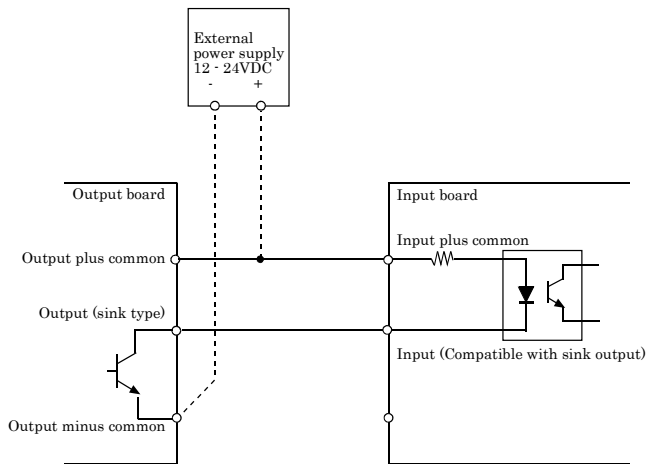 External
power supply
12 - 24VDC
- +
Output board
Input board
Output plus common
Input plus common
Output (sink type)
Input (Compatible with sink output)
Output minus common